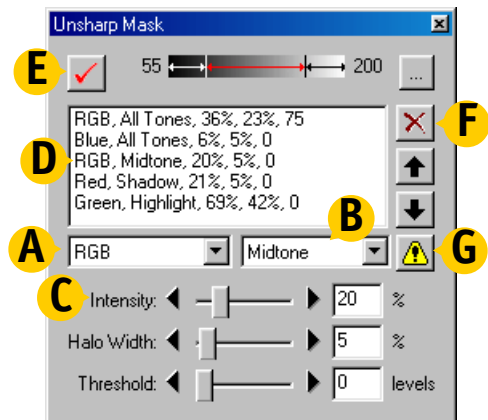 Unsharp Mask
E
55
200
...
RGB, All Tones, 36%, 23%, 75
Blue, All Tones, 6%, 5%, 0
RGB, Midtone, 20%, 5%, 0
Red, Shadow, 21%, 5%, 0
Green, Highlight, 69%, 42%, 0
F
D
B
A
RGB
Midtone
G
C
Intensity:
20
%
Halo Width:
5
%
Threshold:
0
levels